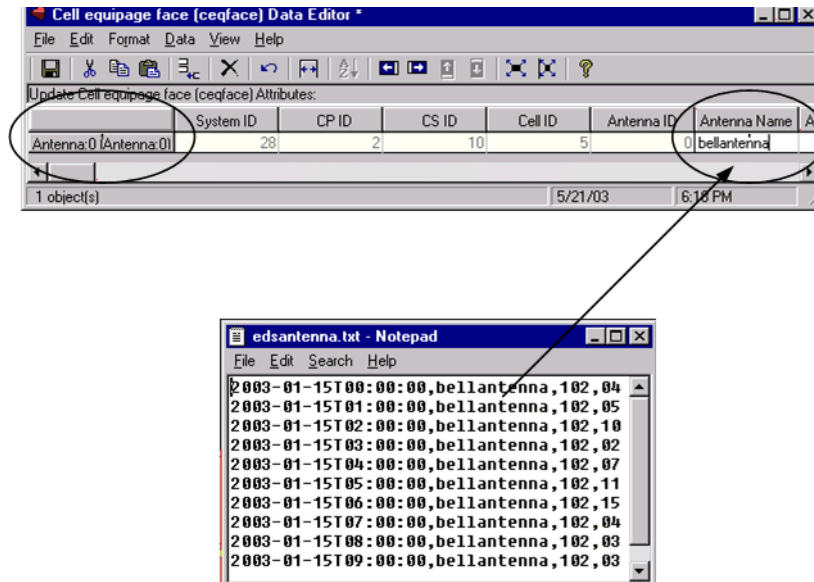 Cell equipage face (ceqface) Data Editor *
File Edit Format Data View Help
Update Cell equipage face (ceqface) Attributes:
System ID CP ID CS ID Cell ID Antenna ID Antenna Name A
Antenna:0 (Antenna:0) 28 2 10 5 0 bellantenna
1 object(s) 5/21/03 6:18 PM
edsantenna.txt - Notepad
File Edit Search Help
2003-01-15T00:00:00,bellantenna,102,04
2003-01-15T01:00:00,bellantenna,102,05
2003-01-15T02:00:00,bellantenna,102,10
2003-01-15T03:00:00,bellantenna,102,02
2003-01-15T04:00:00,bellantenna,102,07
2003-01-15T05:00:00,bellantenna,102,11
2003-01-15T06:00:00,bellantenna,102,15
2003-01-15T07:00:00,bellantenna,102,04
2003-01-15T08:00:00,bellantenna,102,03
2003-01-15T09:00:00,bellantenna,102,03